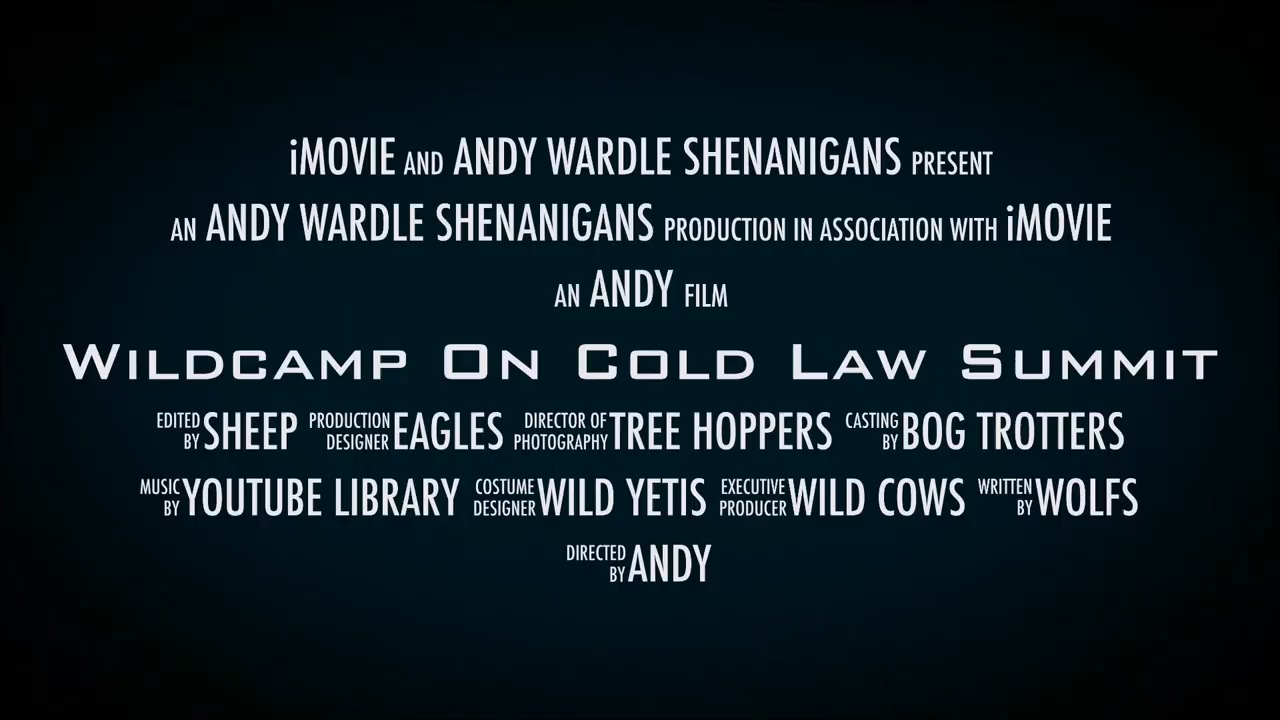 iMOVIE AND ANDY WARDLE SHENANIGANS PRESENT
AN ANDY WARDLE SHENANIGANS PRODUCTION IN ASSOCIATION WITH iMOVIE
AN ANDY FILM
WILDCAMP ON COLD LAW SUMMIT
EDITED BY SHEEP PRODUCTION DESIGNER EAGLES DIRECTOR OF PHOTOGRAPHY TREE HOPPERS CASTING BY BOG TROTTERS
MUSIC BY YOUTUBE LIBRARY COSTUME DESIGNER WILD YETIS EXECUTIVE PRODUCER WILD COWS WRITTEN BY WOLFS
DIRECTED BY ANDY